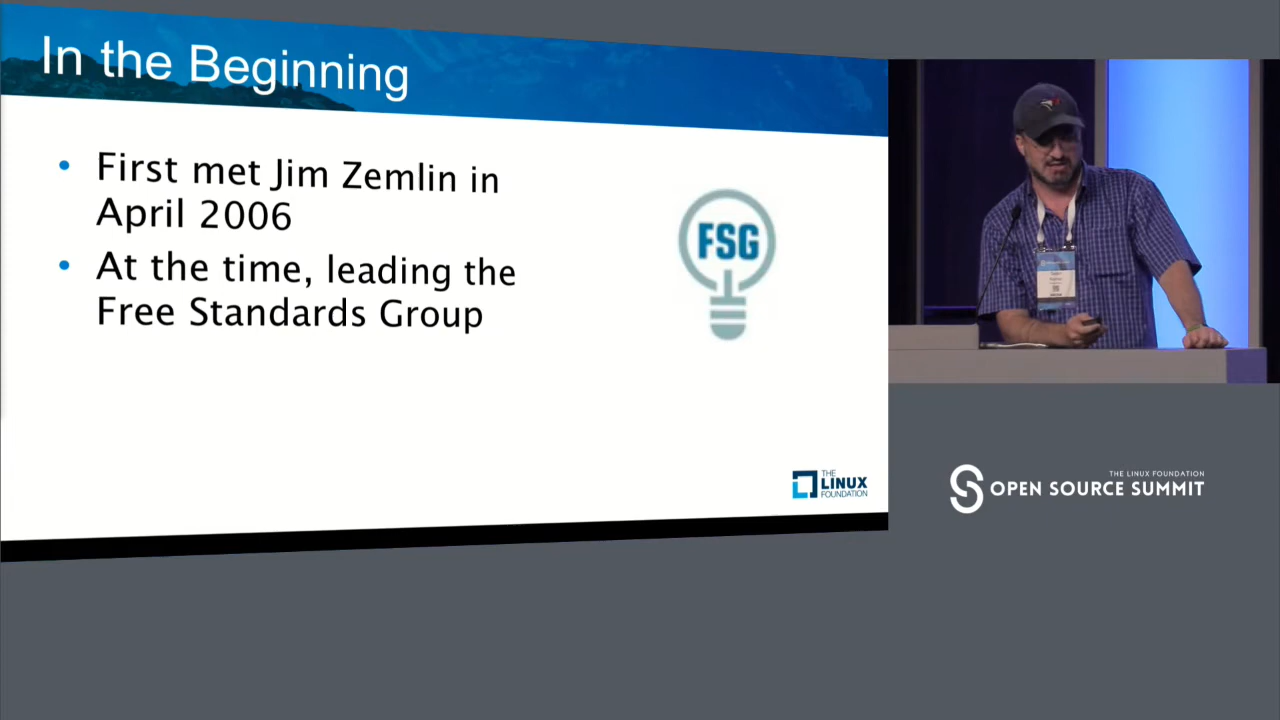 In the Beginning
• First met Jim Zemlin in
April 2006
• At the time, leading the
Free Standards Group
FSG
THE
LINUX
FOUNDATION
THE LINUX FOUNDATION
OPEN SOURCE SUMMIT